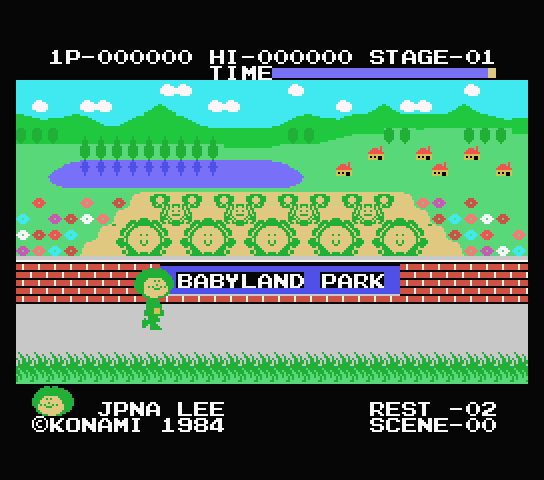 1P-000000 HI-000000 STAGE-01
TIME
BABYLAND PARK
JPNA LEE REST -02
©KONAMI 1984 SCENE-00